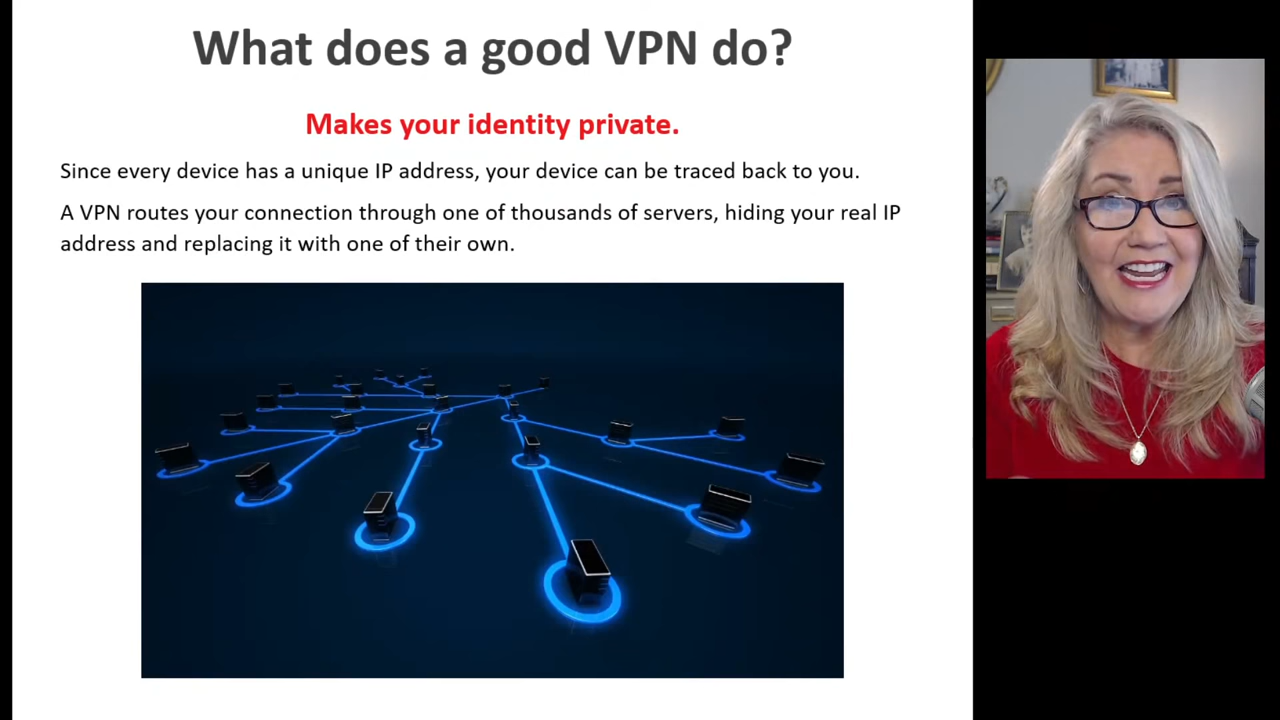 What does a good VPN do?
Makes your identity private.
Since every device has a unique IP address, your device can be traced back to you.
A VPN routes your connection through one of thousands of servers, hiding your real IP
address and replacing it with one of their own.